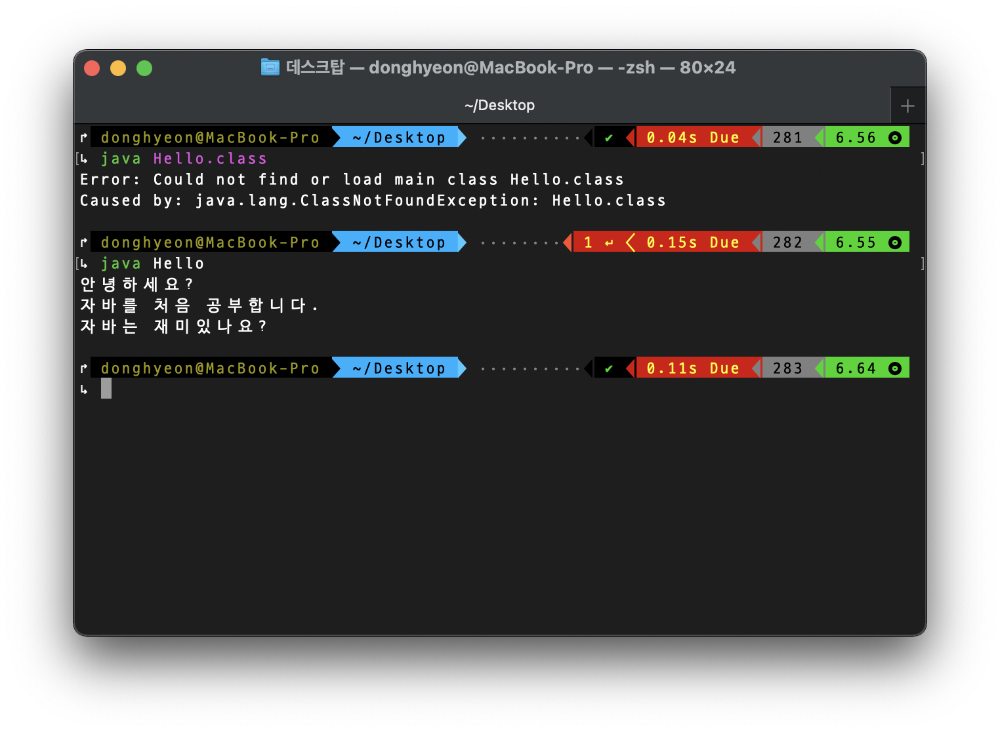 데스크탑 — donghyeon@MacBook-Pro — -zsh — 80×24
~/Desktop
↱ donghyeon@MacBook-Pro ~/Desktop ·········· ✔ 0.04s Due 281 6.56
[↳ java Hello.class ]
Error: Could not find or load main class Hello.class
Caused by: java.lang.ClassNotFoundException: Hello.class
↱ donghyeon@MacBook-Pro ~/Desktop ········ 1 ↵ 0.15s Due 282 6.55
[↳ java Hello ]
안녕하세요?
자바를 처음 공부합니다.
자바는 재미있나요?
↱ donghyeon@MacBook-Pro ~/Desktop ·········· ✔ 0.11s Due 283 6.64
↳